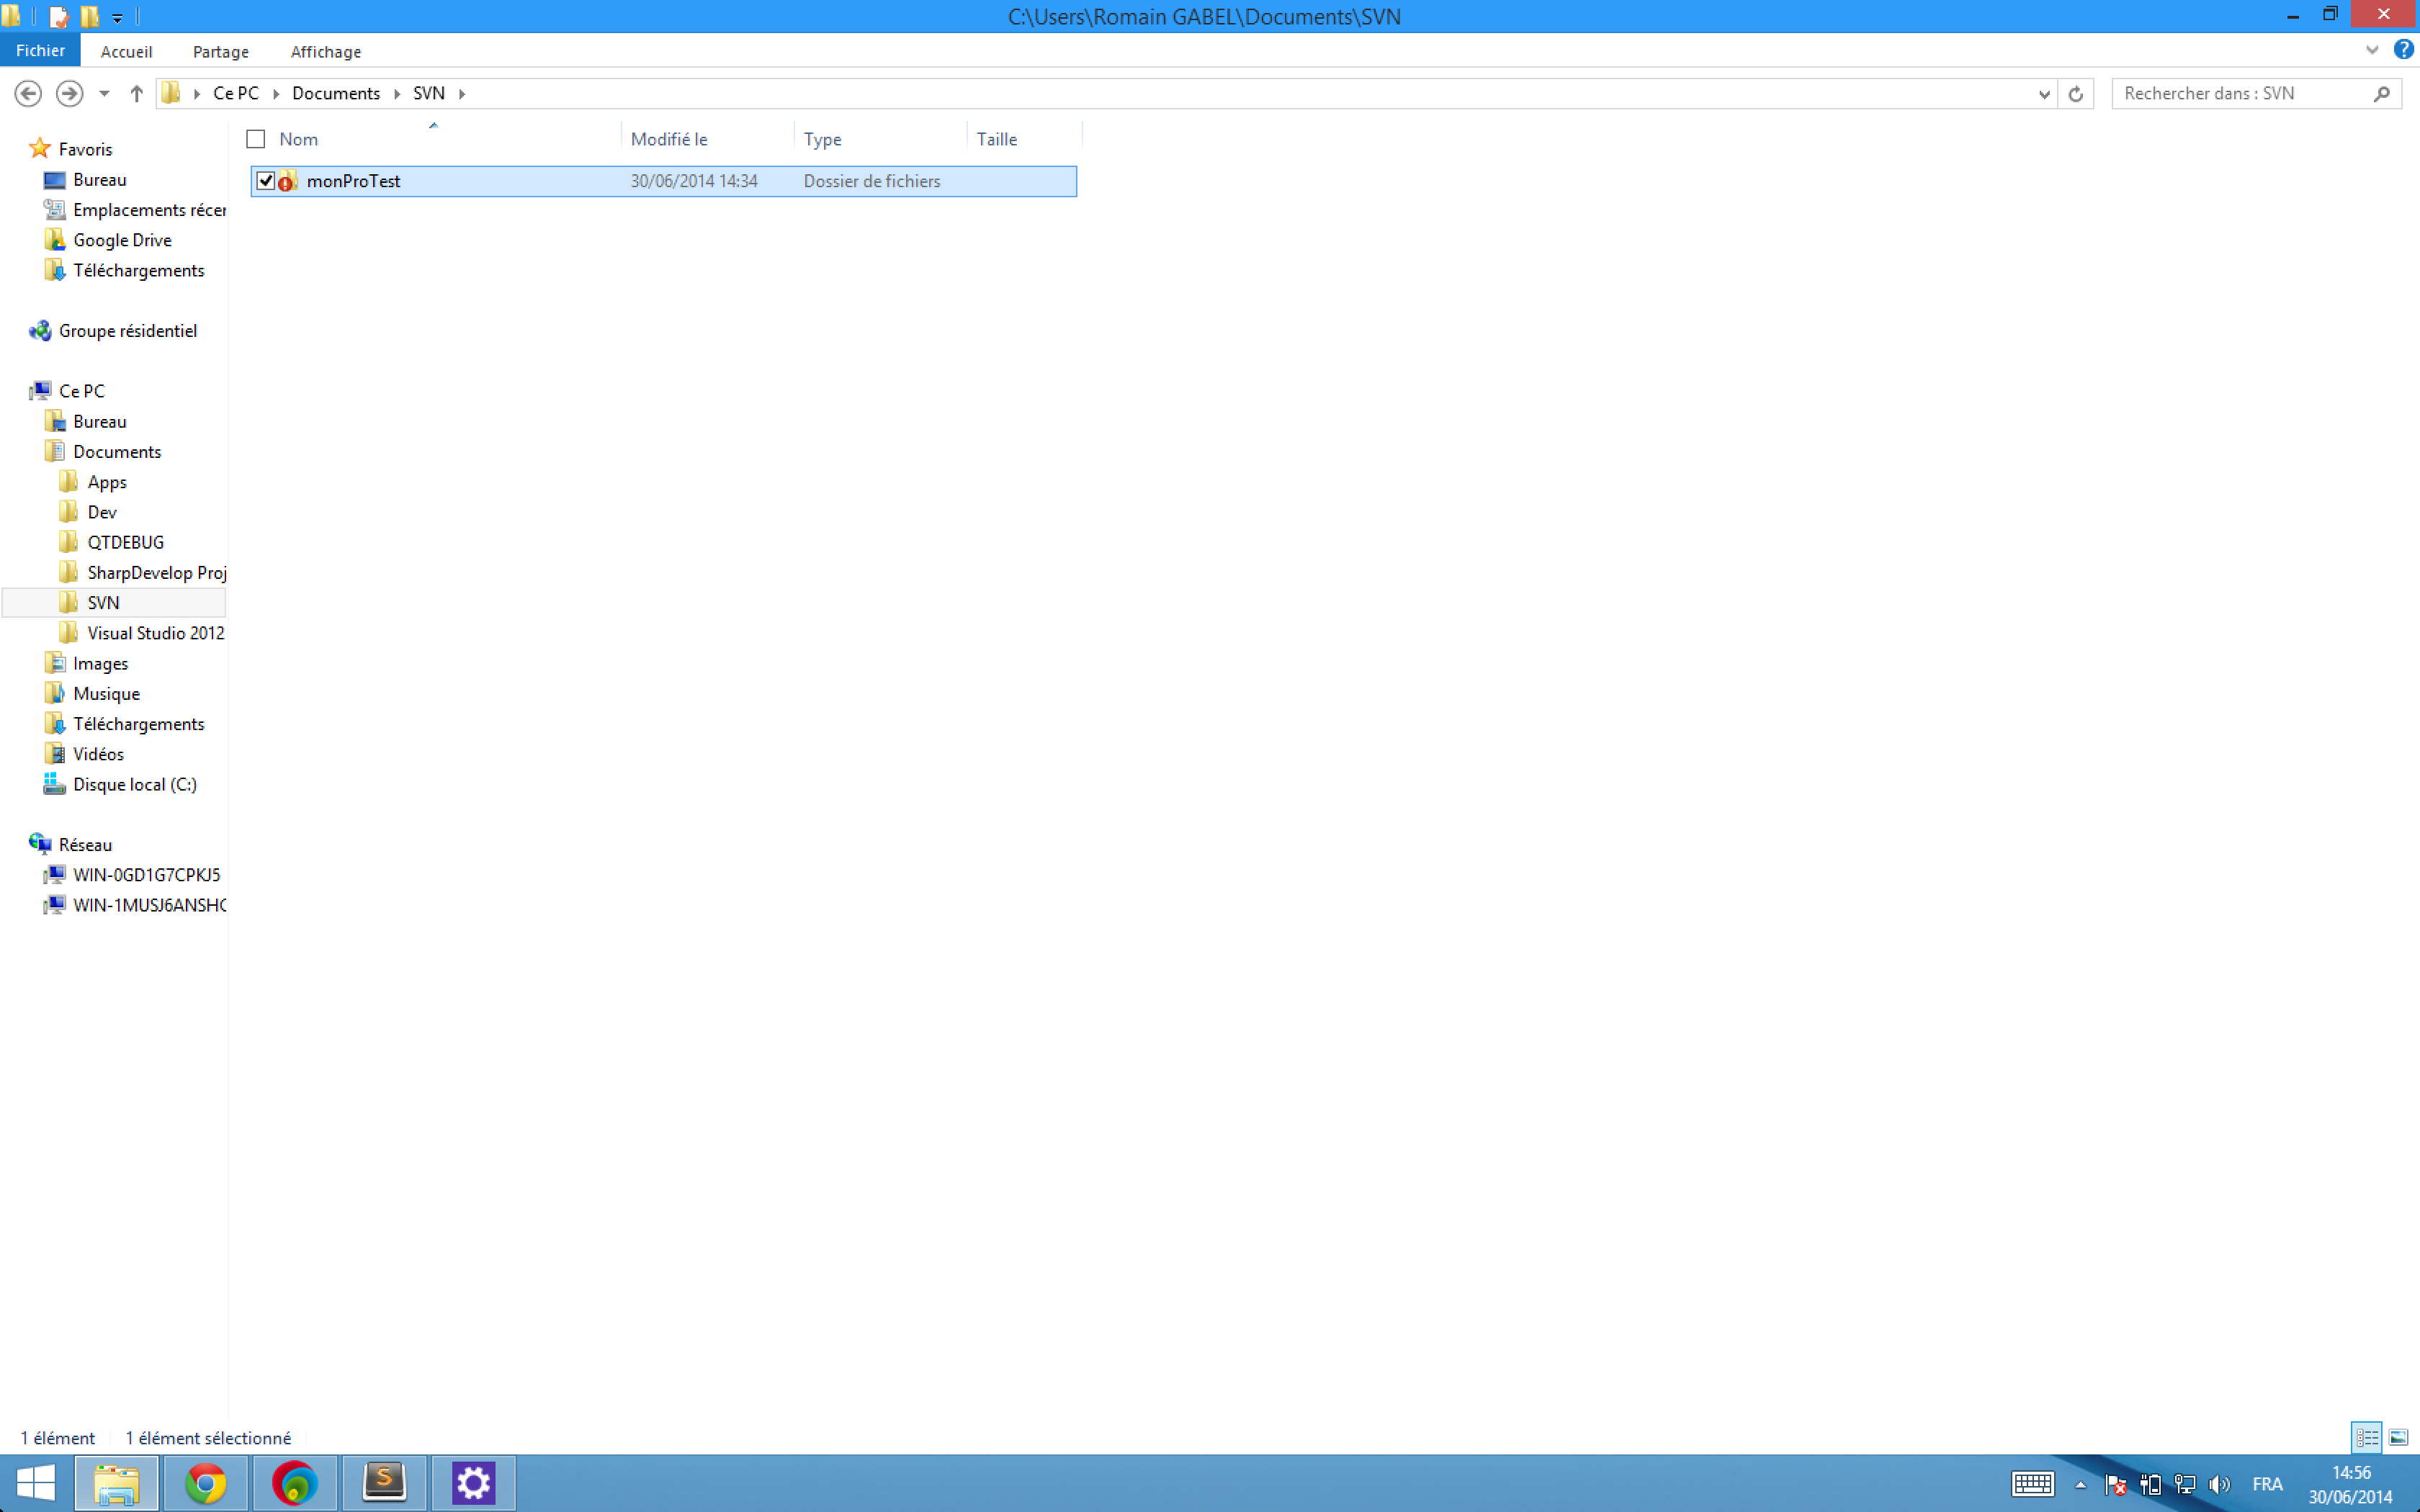 C:\Users\Romain GABEL\Documents\SVN
Fichier Accueil Partage Affichage
Ce PC Documents SVN
Rechercher dans : SVN
Nom Modifié le Type Taille
monProTest 30/06/2014 14:34 Dossier de fichiers
Favoris
Bureau
Emplacements récer
Google Drive
Téléchargements
Groupe résidentiel
Ce PC
Bureau
Documents
Apps
Dev
QTDEBUG
SharpDevelop Proj
SVN
Visual Studio 2012
Images
Musique
Téléchargements
Vidéos
Disque local (C:)
Réseau
WIN-0GD1G7CPKJ5
WIN-1MUSJ6ANSHC
1 élément 1 élément sélectionné
S
FRA
14:56
30/06/2014